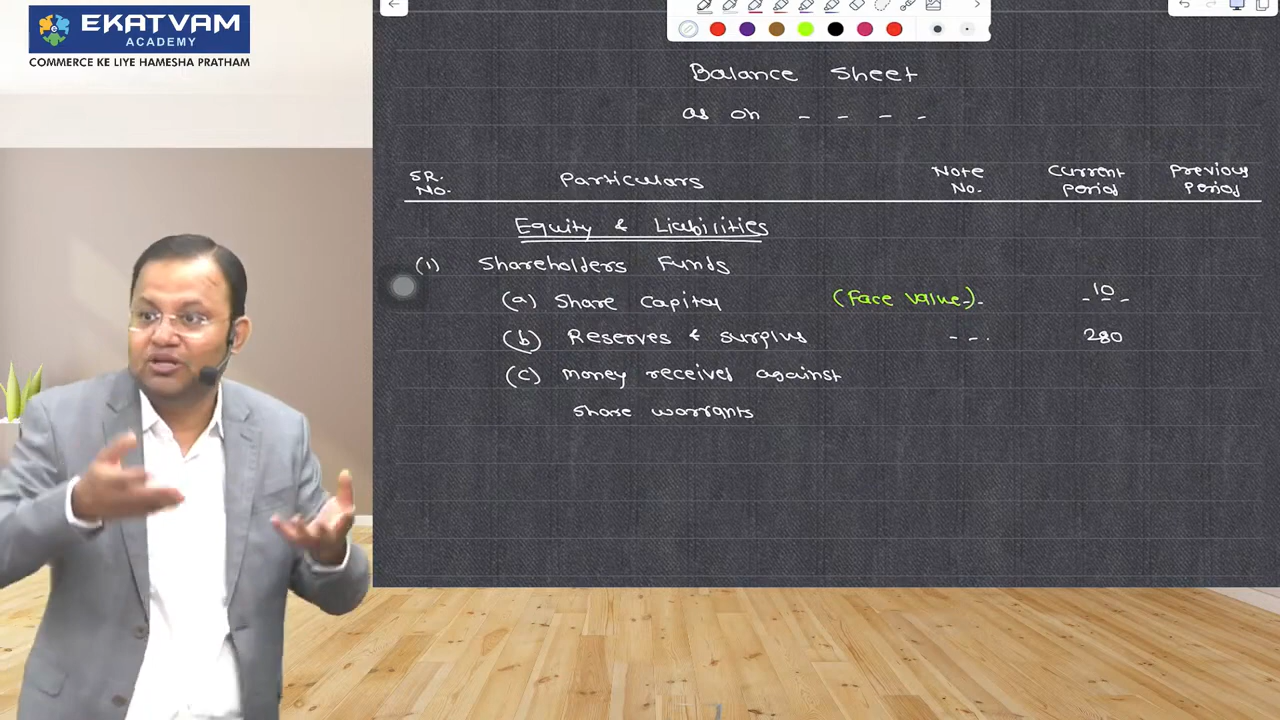 EKATVAM
ACADEMY
COMMERCE KE LIYE HAMESHA PRATHAM
Balance Sheet
as on - - - -
SR. No. Particulars Note No. Current Period Previous Period
Equity & Liabilities
(1) Shareholders Funds
(a) Share Capital (Face Value) 10
(b) Reserves & surplus --. 280
(c) money received against
share warrants